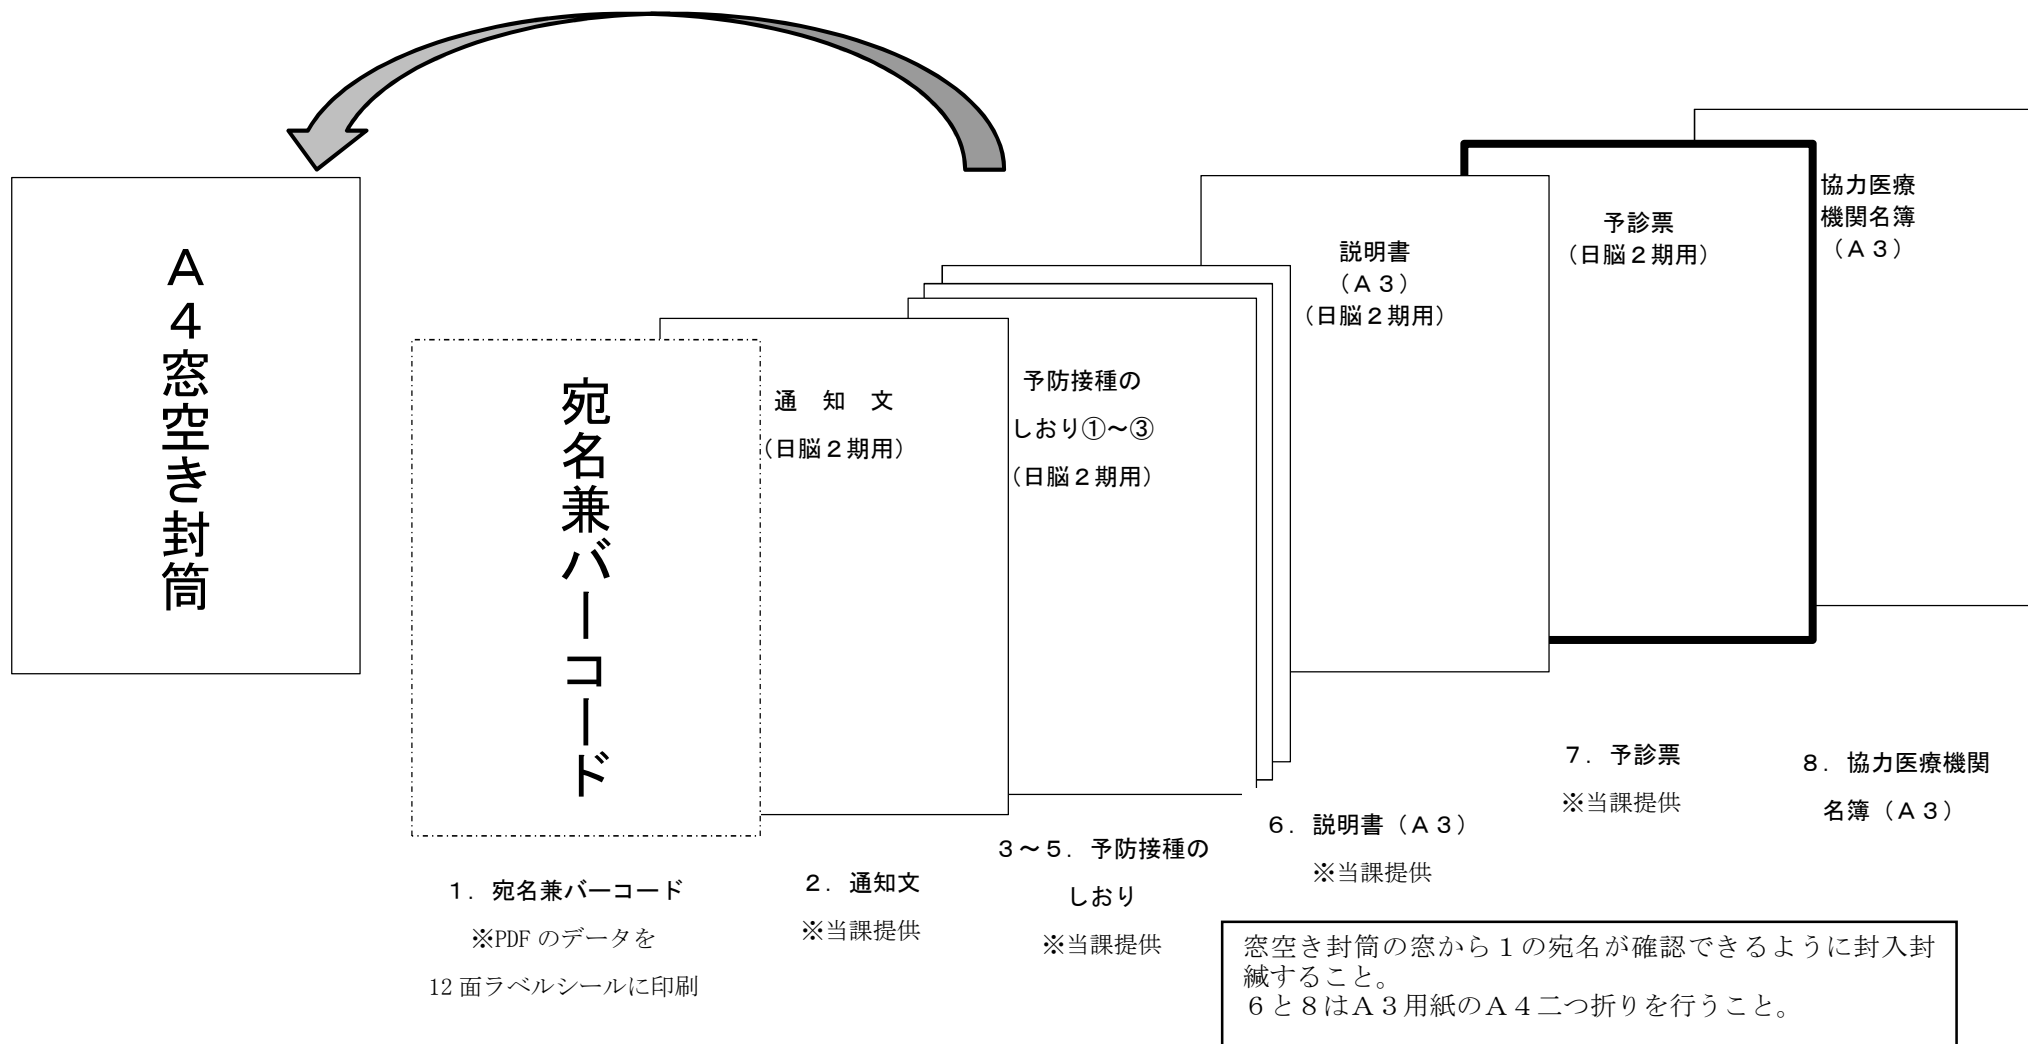 A4窓空き封筒
宛名兼バーコード
通　知　文
（日脳２期用）
予防接種の
しおり①～③
（日脳２期用）
説明書
（Ａ３）
（日脳２期用）
予診票
（日脳２期用）
協力医療
機関名簿
（Ａ３）
１．宛名兼バーコード
※PDF のデータを
12 面ラベルシールに印刷
２．通知文
※当課提供
３～５．予防接種の
しおり
※当課提供
６．説明書（Ａ３）
※当課提供
７．予診票
※当課提供
８．協力医療機関
名簿（Ａ３）
窓空き封筒の窓から１の宛名が確認できるように封入封
緘すること。
６と８はＡ３用紙のＡ４二つ折りを行うこと。